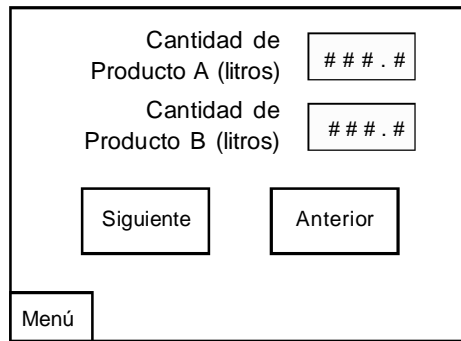 Cantidad de
Producto A (litros)
###.#
Cantidad de
Producto B (litros)
###.#
Siguiente
Anterior
Menú